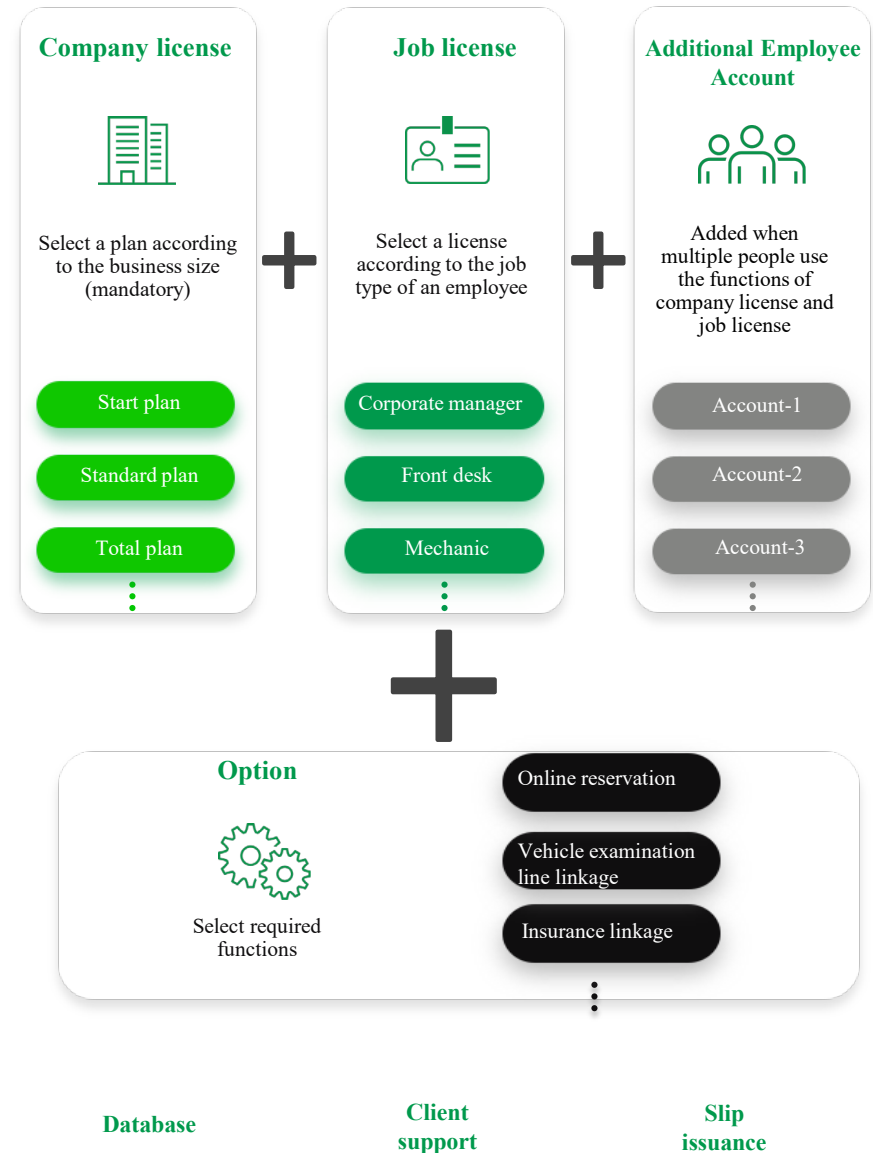 Company license
Select a plan according
to the business size
(mandatory)
Start plan
Standard plan
Total plan
Job license
Select a license
according to the job
type of an employee
Corporate manager
Front desk
Mechanic
Additional Employee
Account
Added when
multiple people use
the functions of
company license and
job license
Account-1
Account-2
Account-3
Option
Select required
functions
Online reservation
Vehicle examination
line linkage
Insurance linkage
Database
Client
support
Slip
issuance